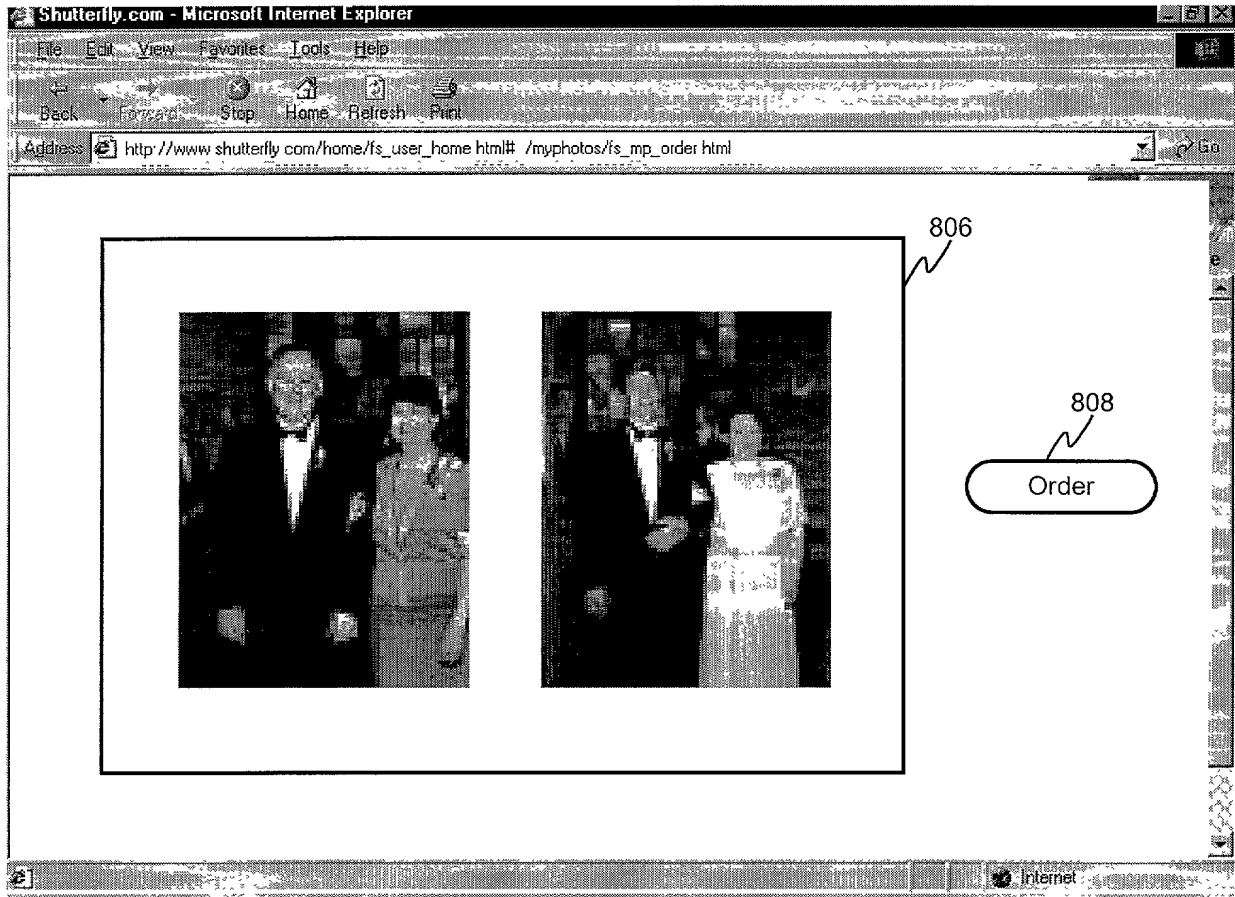 Shutterfly.com - Microsoft Internet Explorer
File Edit View Favorites Tools Help
Back Forward Stop Home Refresh Print
Address http://www shutterfly com/home/fs_user_home html# /myphotos/fs_mp_order html Go
806
e
808
Order
Internet